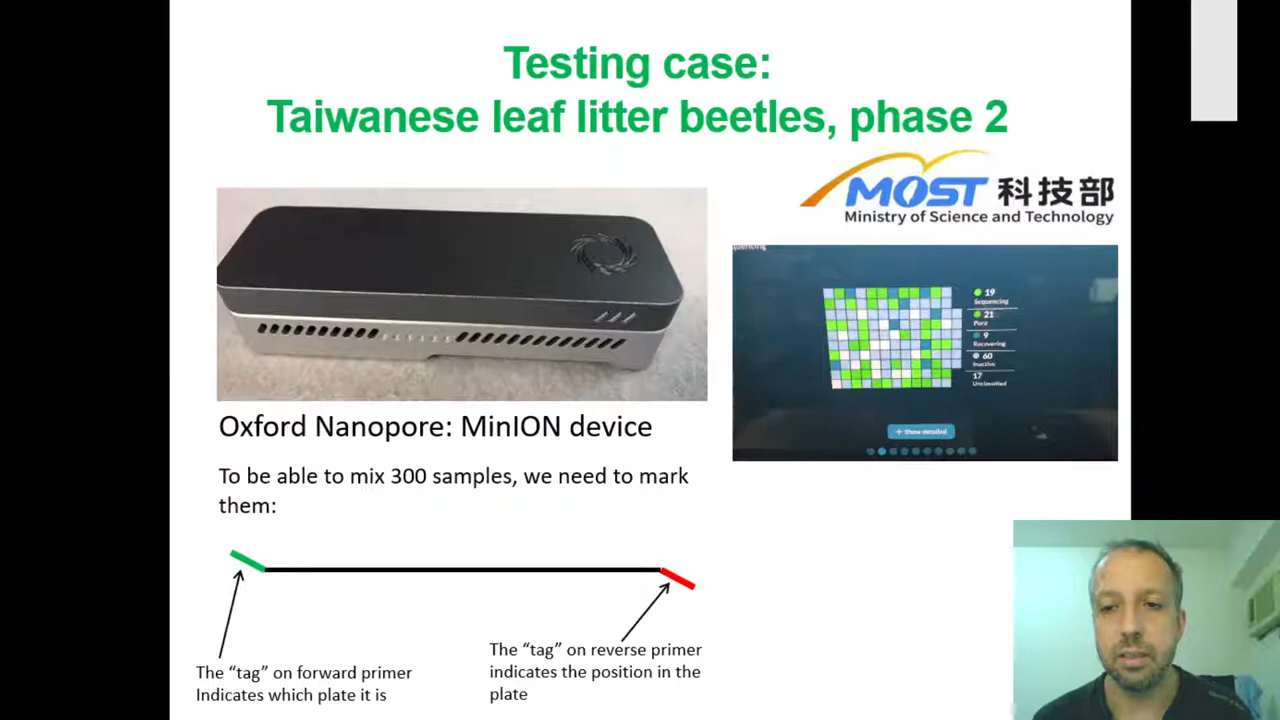 Testing case:
Taiwanese leaf litter beetles, phase 2
MOST 科技部
Ministry of Science and Technology
quencing
19
Sequencing
21
Pore
9
Recovering
60
Inactive
17
Unclassified
+ Show detailed
Oxford Nanopore: MinION device
To be able to mix 300 samples, we need to mark
them:
The “tag” on forward primer
Indicates which plate it is
The “tag” on reverse primer
indicates the position in the
plate